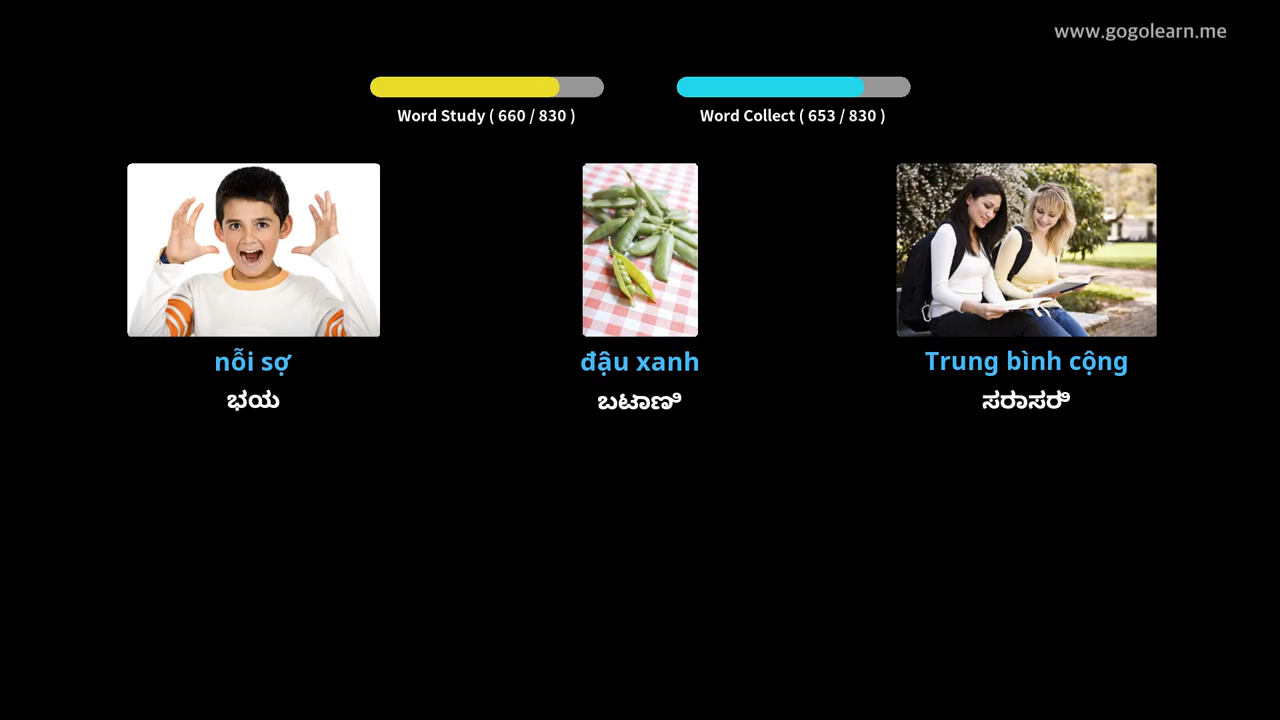 www.gogolearn.me
Word Study ( 660 / 830 )
Word Collect ( 653 / 830 )
nỗi sợ
đậu xanh
Trung bình cộng
ಭಯ
ಬಟಾಣಿ
ಸರಾಸರಿ